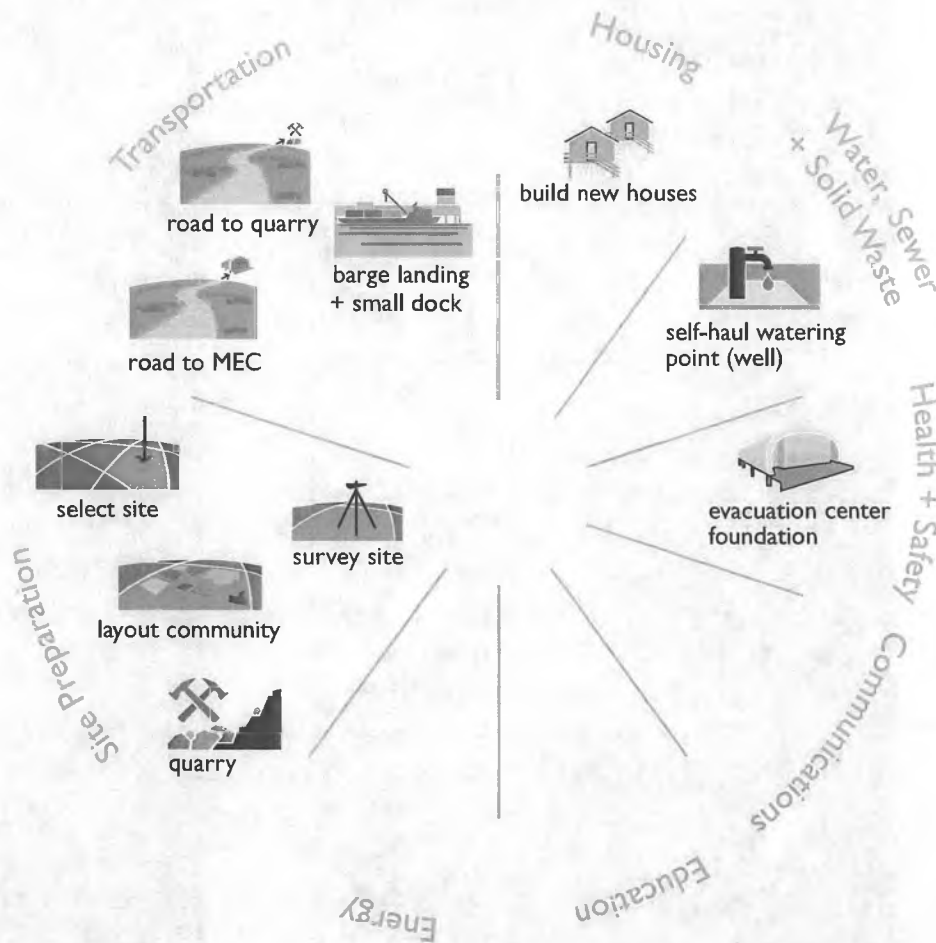 Transportation
Housing
Water, Sewer
+ Solid Waste
Health + Safety
Communications
Education
Energy
Site Preparation
road to quarry
barge landing
+ small dock
road to MEC
build new houses
self-haul watering
point (well)
evacuation center
foundation
select site
survey site
layout community
quarry